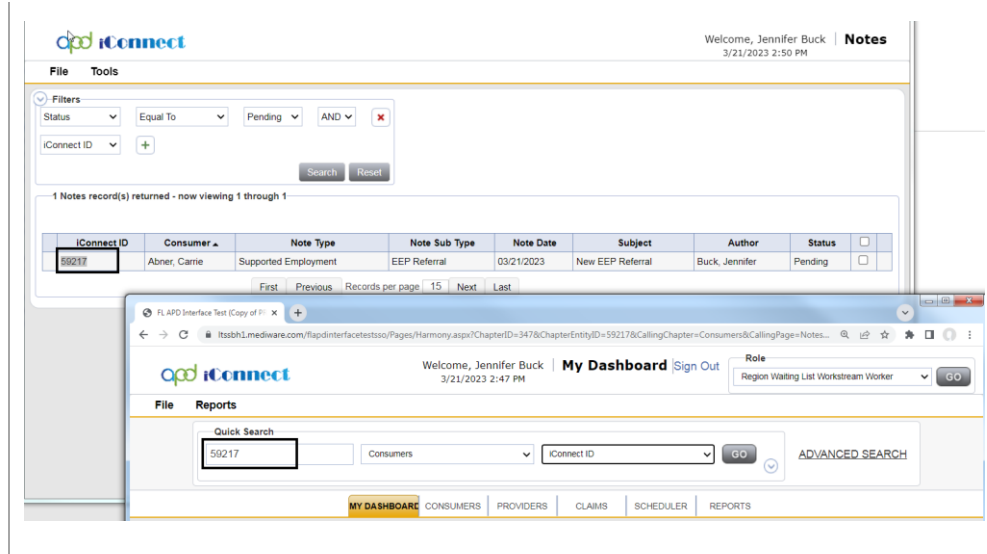 apd iConnect
Welcome, Jennifer Buck | Notes
3/21/2023 2:50 PM
File Tools
Filters
Status Equal To Pending AND
iConnect ID
Search Reset
1 Notes record(s) returned - now viewing 1 through 1
iConnect ID Consumer Note Type Note Sub Type Note Date Subject Author Status
59217 Abner, Carrie Supported Employment EEP Referral 03/21/2023 New EEP Referral Buck, Jennifer Pending
First Previous Records per page 15 Next Last
FL APD Interface Test (Copy of
ltssbh1.mediware.com/flapdinterfacetestsso/Pages/Harmony.aspx?ChapterID=347&ChapterEntityID=59217&CallingChapter=Consumers&CallingPage=Notes...
apd iConnect
Welcome, Jennifer Buck | My Dashboard | Sign Out
3/21/2023 2:47 PM
Role
Region Waiting List Workstream Worker GO
File Reports
Quick Search
59217 Consumers iConnect ID GO ADVANCED SEARCH
MY DASHBOARD CONSUMERS PROVIDERS CLAIMS SCHEDULER REPORTS